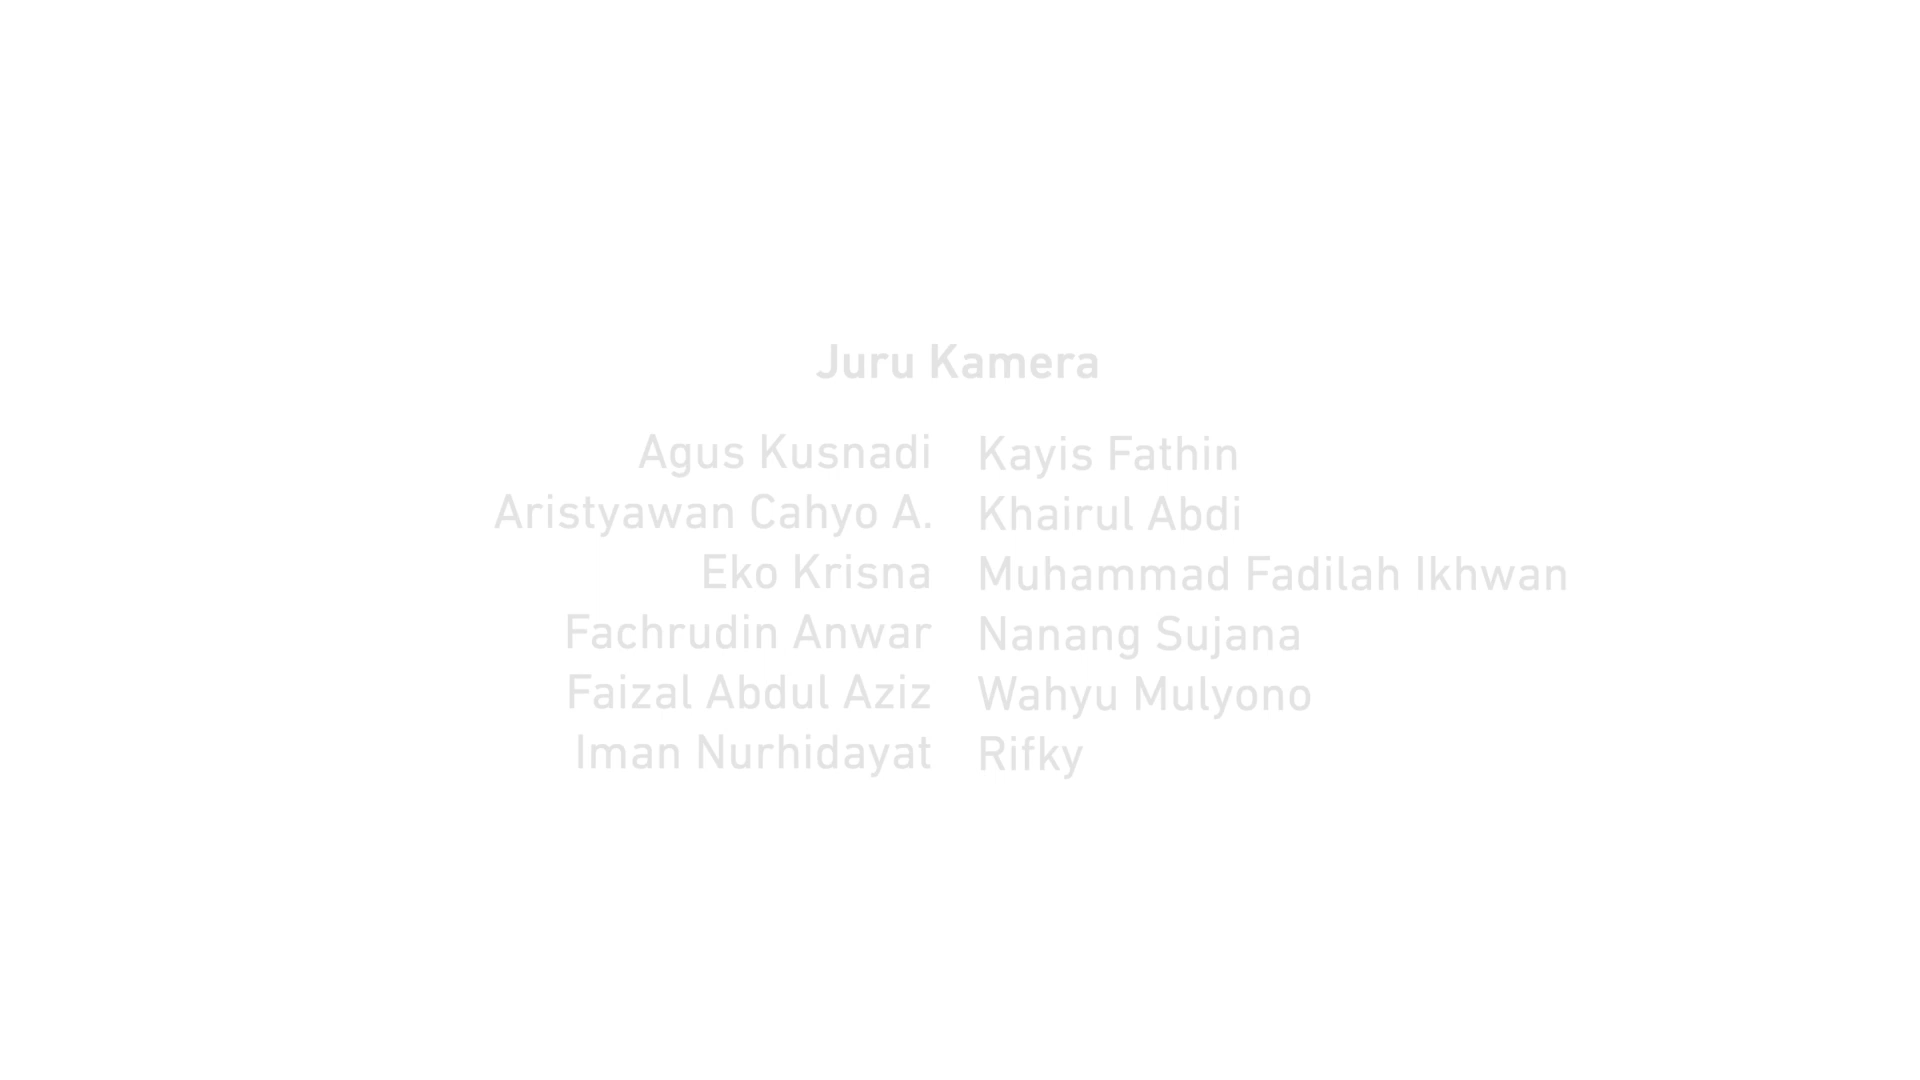 Juru Kamera
Agus Kusnadi
Aristyawan Cahyo A.
Eko Krisna
Fachrudin Anwar
Faizal Abdul Aziz
Iman Nurhidayat
Kayis Fathin
Khairul Abdi
Muhammad Fadilah Ikhwan
Nanang Sujana
Wahyu Mulyono
Rifky